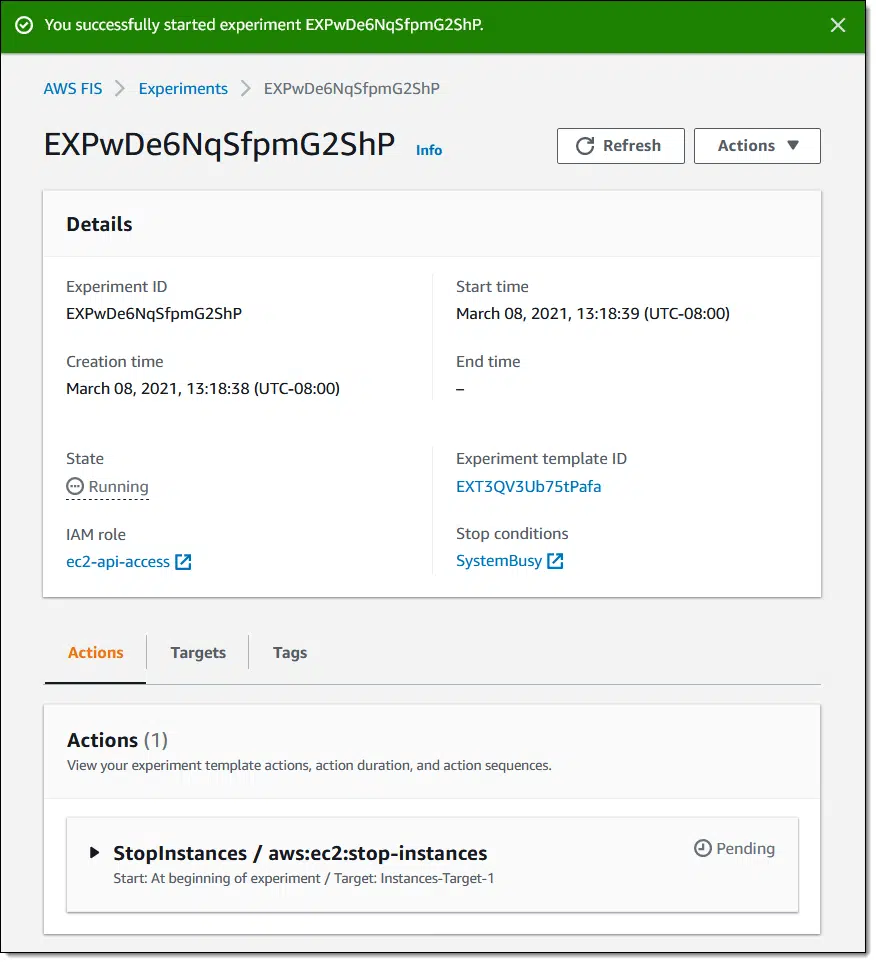 You successfully started experiment EXPwDe6NqSfpmG2ShP.
AWS FIS > Experiments > EXPwDe6NqSfpmG2ShP
EXPwDe6NqSfpmG2ShP Info
Refresh
Actions
Details
Experiment ID
EXPwDe6NqSfpmG2ShP
Start time
March 08, 2021, 13:18:39 (UTC-08:00)
Creation time
March 08, 2021, 13:18:38 (UTC-08:00)
End time
–
State
Running
Experiment template ID
EXT3QV3Ub75tPafa
IAM role
ec2-api-access
Stop conditions
SystemBusy
Actions
Targets
Tags
Actions (1)
View your experiment template actions, action duration, and action sequences.
StopInstances / aws:ec2:stop-instances
Pending
Start: At beginning of experiment / Target: Instances-Target-1